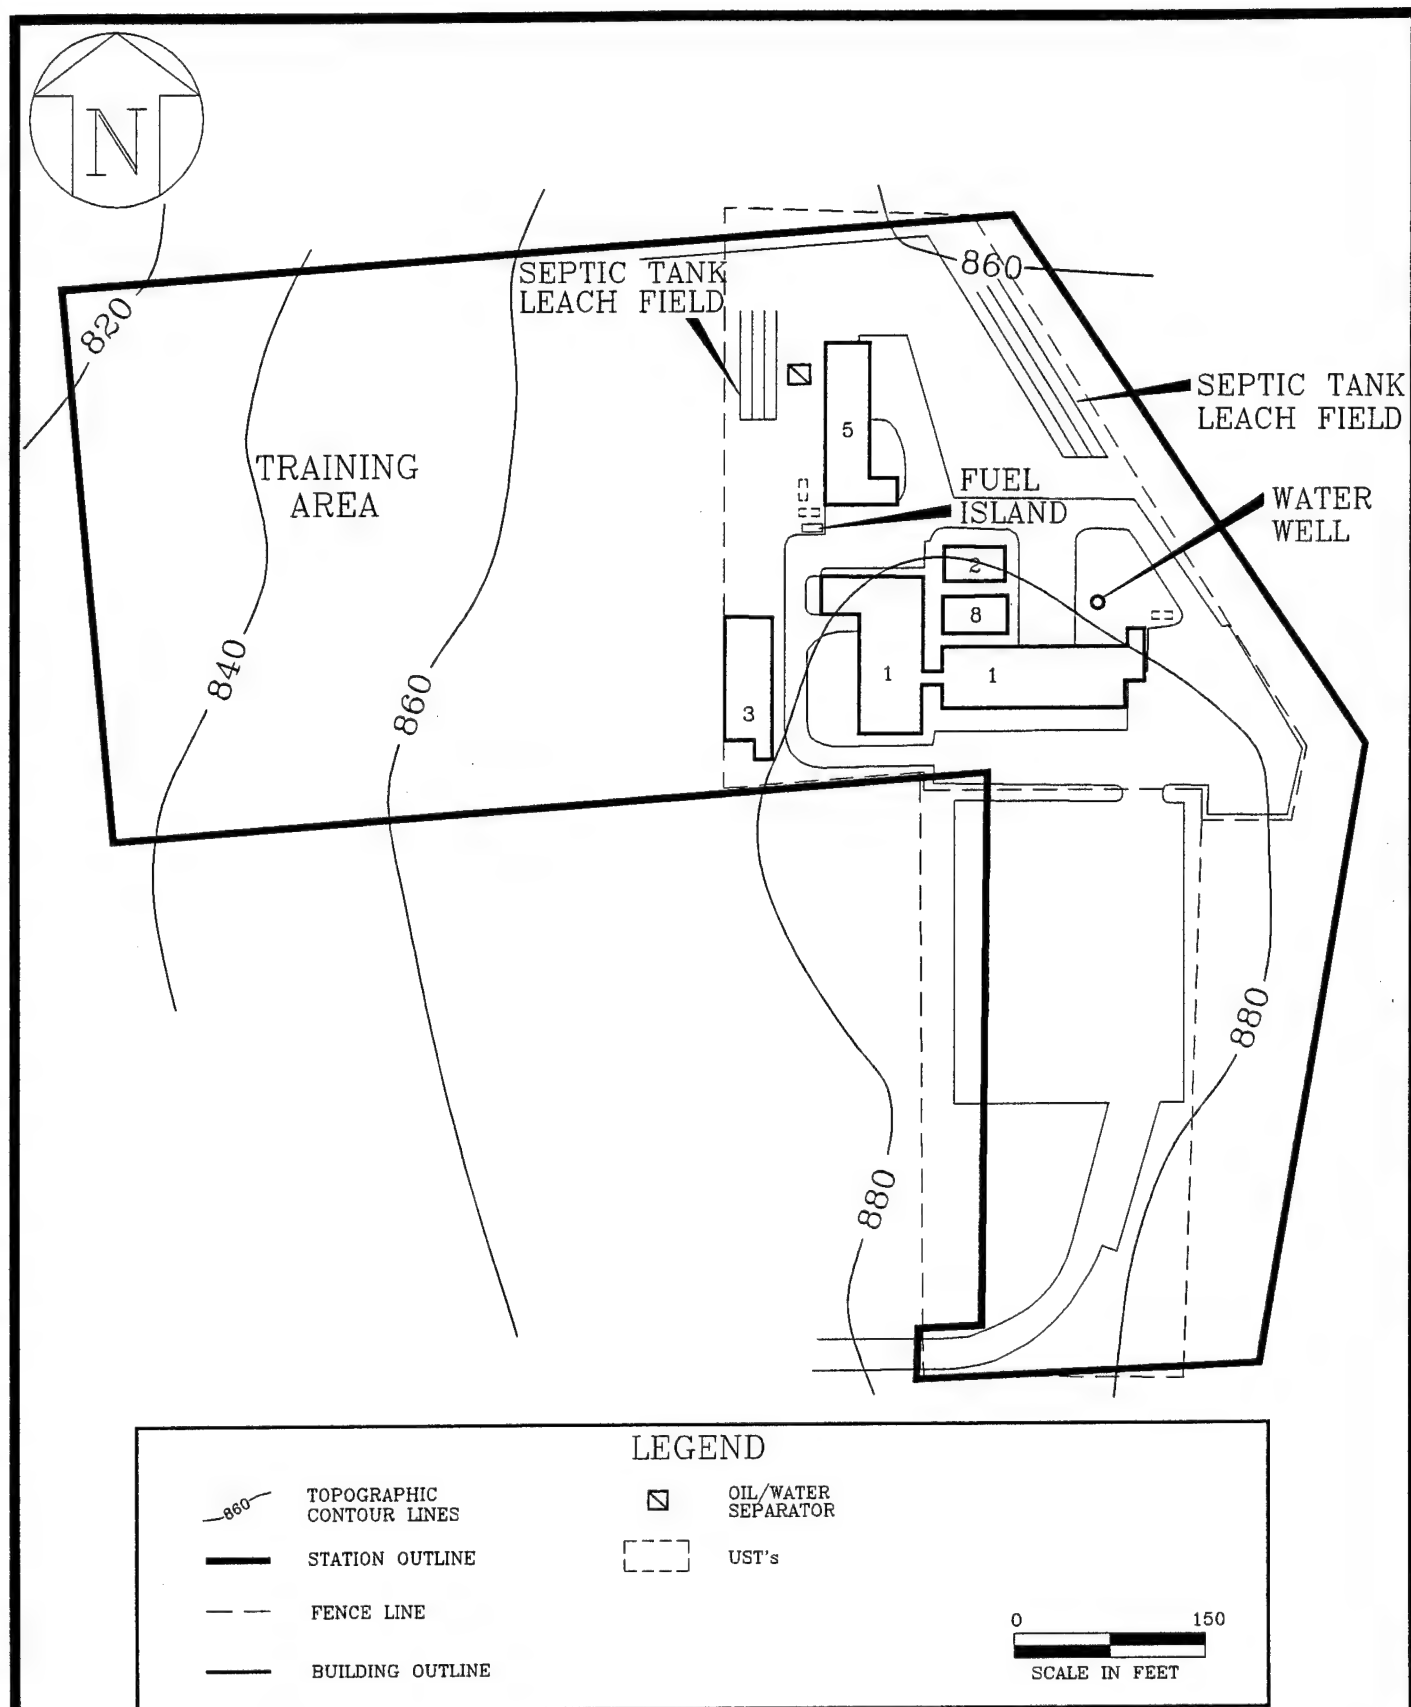 N
860
SEPTIC TANK
LEACH FIELD
820
SEPTIC TANK
LEACH FIELD
5
TRAINING
AREA
FUEL
ISLAND
WATER
WELL
2
8
840
860
1
1
3
880
880
LEGEND
860
TOPOGRAPHIC
CONTOUR LINES
OIL/WATER
SEPARATOR
STATION OUTLINE
UST's
FENCE LINE
0 150
SCALE IN FEET
BUILDING OUTLINE